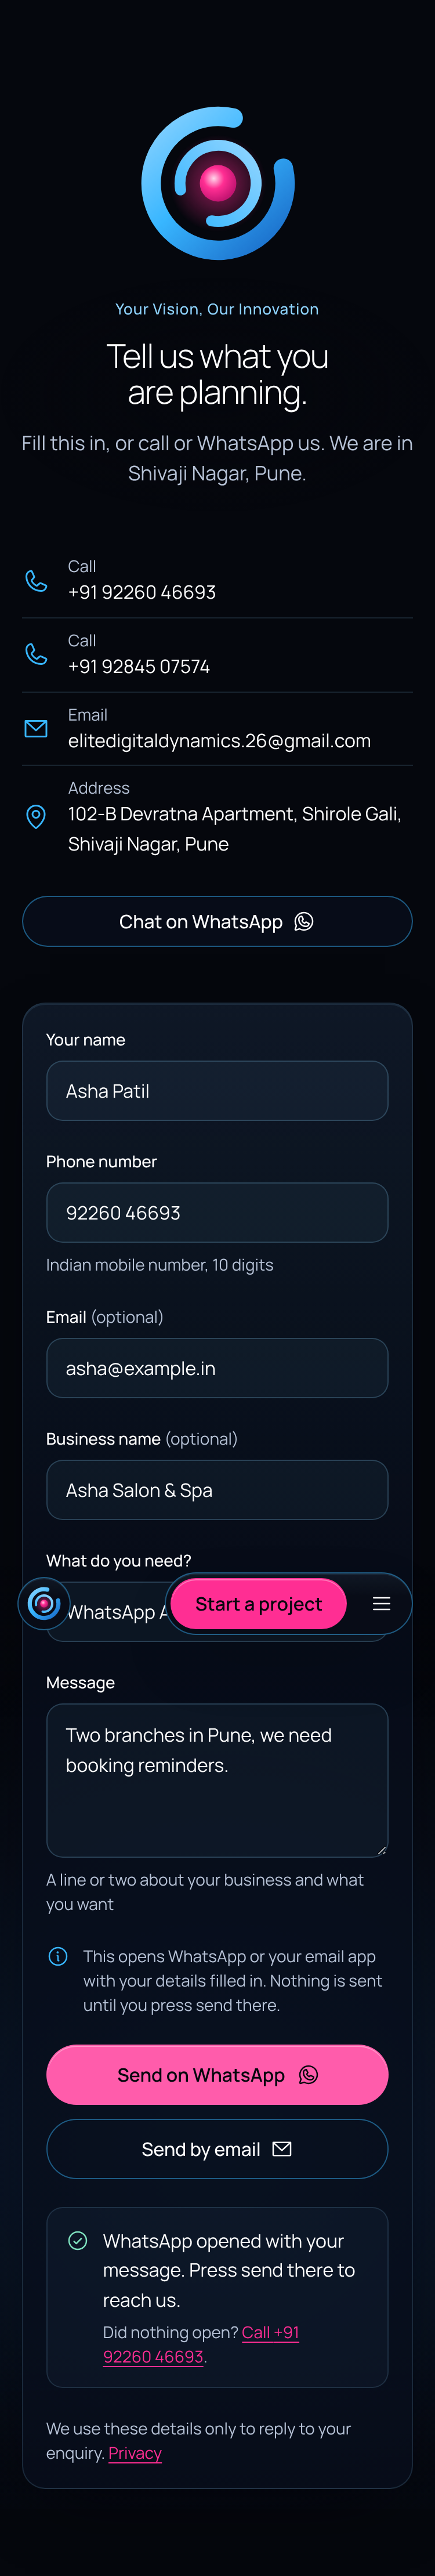 Your Vision, Our Innovation
Tell us what you
are planning.
Fill this in, or call or WhatsApp us. We are in
Shivaji Nagar, Pune.
Call
+91 92260 46693
Call
+91 92845 07574
Email
elitedigitaldynamics.26@gmail.com
Address
102-B Devratna Apartment, Shirole Gali,
Shivaji Nagar, Pune
Chat on WhatsApp
Your name
Asha Patil
Phone number
92260 46693
Indian mobile number, 10 digits
Email (optional)
asha@example.in
Business name (optional)
Asha Salon & Spa
What do you need?
WhatsApp
Start a project
Message
Two branches in Pune, we need
booking reminders.
A line or two about your business and what
you want
This opens WhatsApp or your email app
with your details filled in. Nothing is sent
until you press send there.
Send on WhatsApp
Send by email
WhatsApp opened with your
message. Press send there to
reach us.
Did nothing open? Call +91
92260 46693.
We use these details only to reply to your
enquiry. Privacy